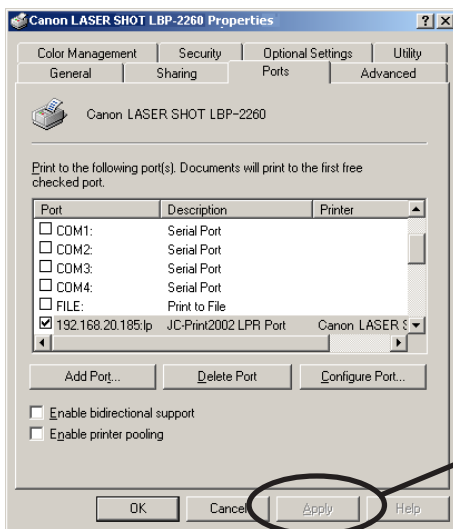 Canon LASER SHOT LBP-2260 Properties
Color Management Security Optional Settings Utility
General Sharing Ports Advanced
Canon LASER SHOT LBP-2260
Print to the following port(s). Documents will print to the first free
checked port.
Port Description Printer
COM1: Serial Port
COM2: Serial Port
COM3: Serial Port
COM4: Serial Port
FILE: Print to File
192.168.20.185:lp JC-Print2002 LPR Port Canon LASER S
Add Port... Delete Port Configure Port...
Enable bidirectional support
Enable printer pooling
OK Cancel Apply Help